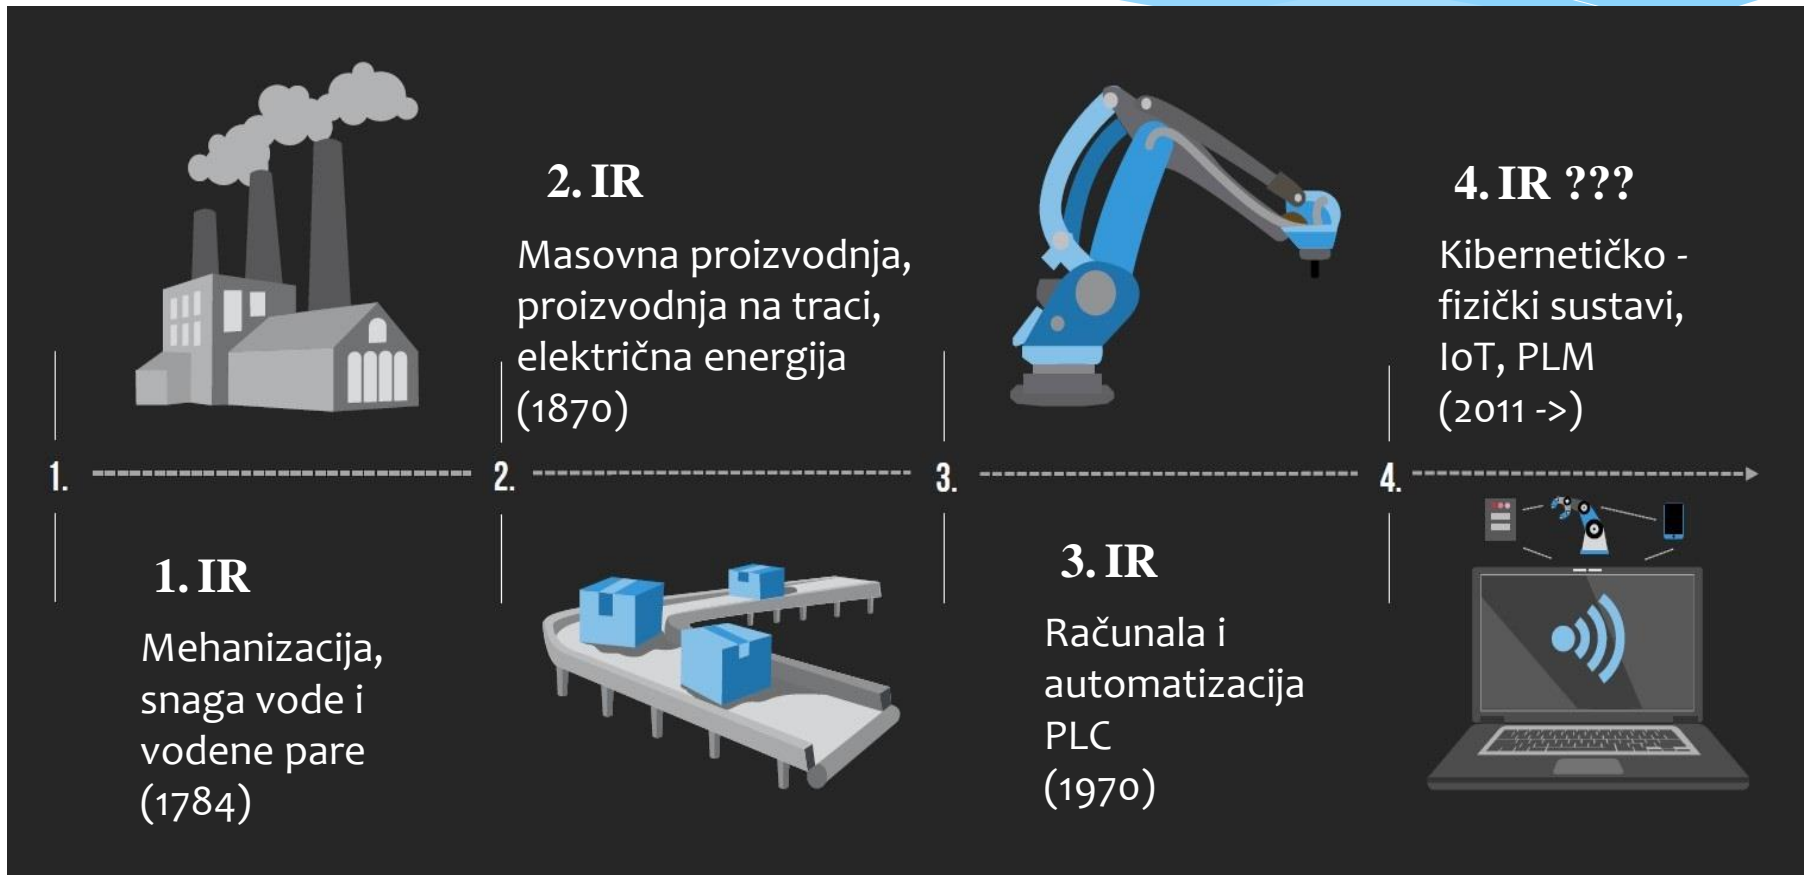 1. IR
Mehanizacija,
snaga vode i
vodene pare
(1784)
2. IR
Masovna proizvodnja,
proizvodnja na traci,
električna energija
(1870)
3. IR
Računala i
automatizacija
PLC
(1970)
4. IR ???
Kibernetičko -
fizički sustavi,
IoT, PLM
(2011 ->)
1.
2.
3.
4.